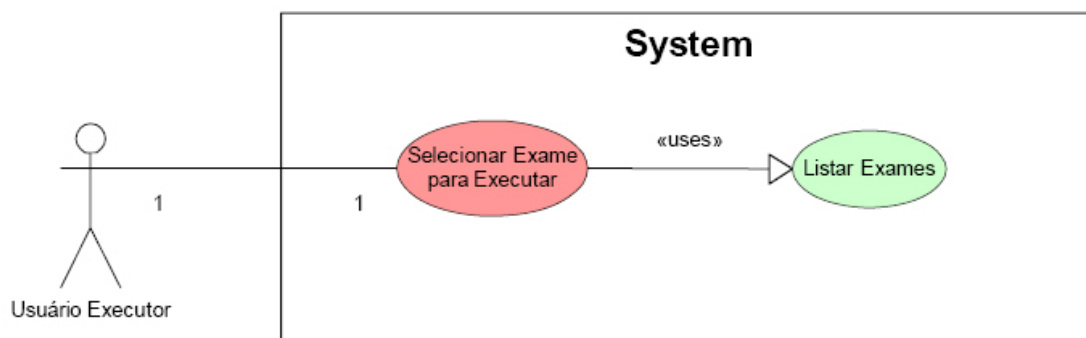 System
Selecionar Exame
para Executar
«uses»
Listar Exames
1
1
Usuário Executor